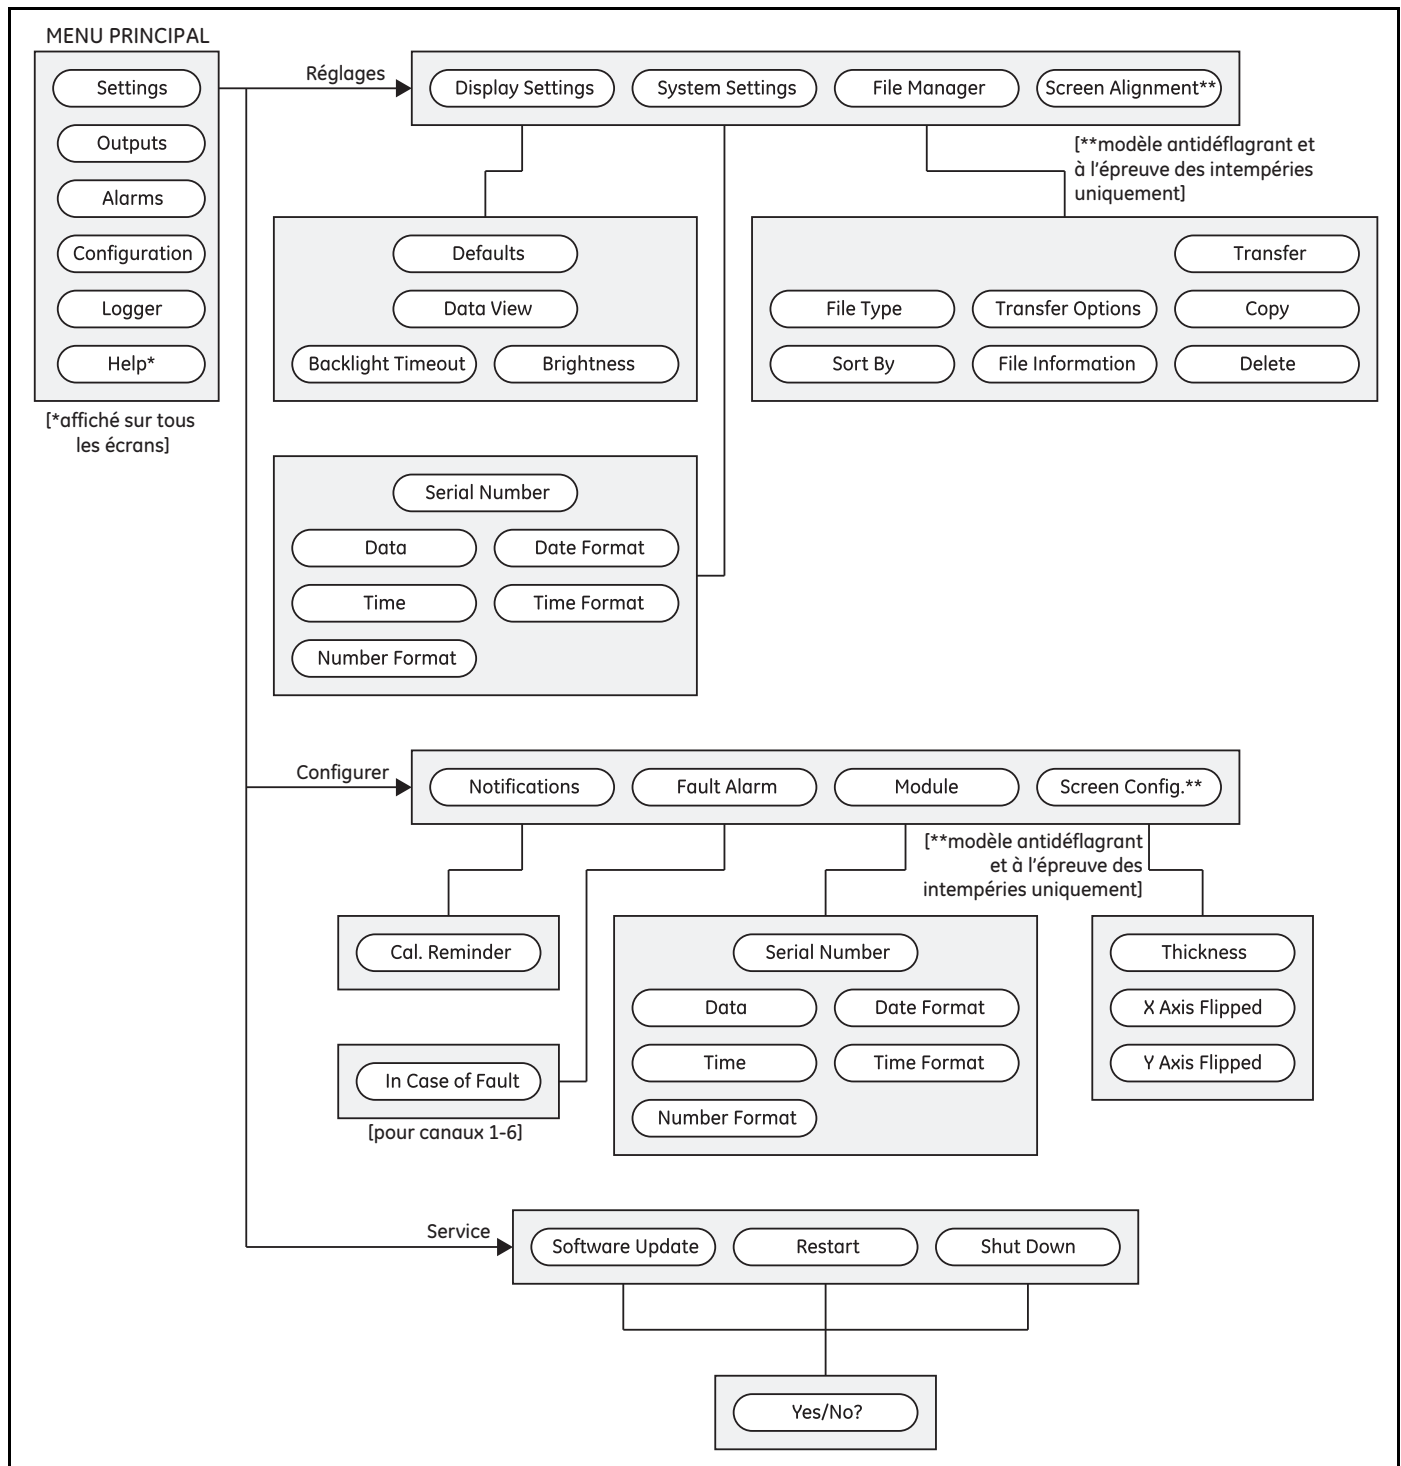 MENU PRINCIPAL
Settings
Outputs
Alarms
Configuration
Logger
Help*
[*affiché sur tous
les écrans]
Réglages
Display Settings
System Settings
File Manager
Screen Alignment**
[**modèle antidéflagrant et
à l'épreuve des intempéries
uniquement]
Defaults
Data View
Backlight Timeout
Brightness
Transfer
File Type
Transfer Options
Copy
Sort By
File Information
Delete
Serial Number
Data
Date Format
Time
Time Format
Number Format
Configurer
Notifications
Fault Alarm
Module
Screen Config.**
[**modèle antidéflagrant
et à l'épreuve des
intempéries uniquement]
Cal. Reminder
In Case of Fault
[pour canaux 1-6]
Serial Number
Data
Date Format
Time
Time Format
Number Format
Thickness
X Axis Flipped
Y Axis Flipped
Service
Software Update
Restart
Shut Down
Yes/No?